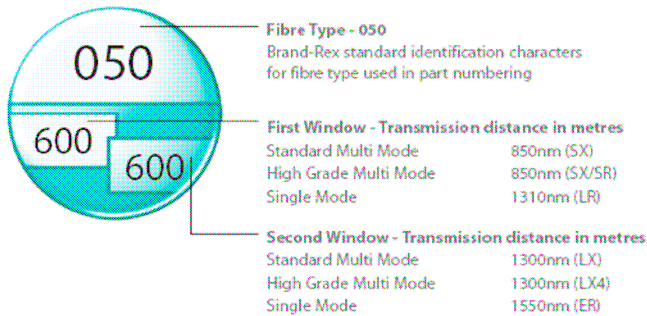 050
600
600
Fibre Type - 050
Brand-Rex standard identification characters
for fibre type used in part numbering
First Window - Transmission distance in metres
Standard Multi Mode 850nm (SX)
High Grade Multi Mode 850nm (SX/SR)
Single Mode 1310nm (LR)
Second Window - Transmission distance in metres
Standard Multi Mode 1300nm (LX)
High Grade Multi Mode 1300nm (LX4)
Single Mode 1550nm (ER)